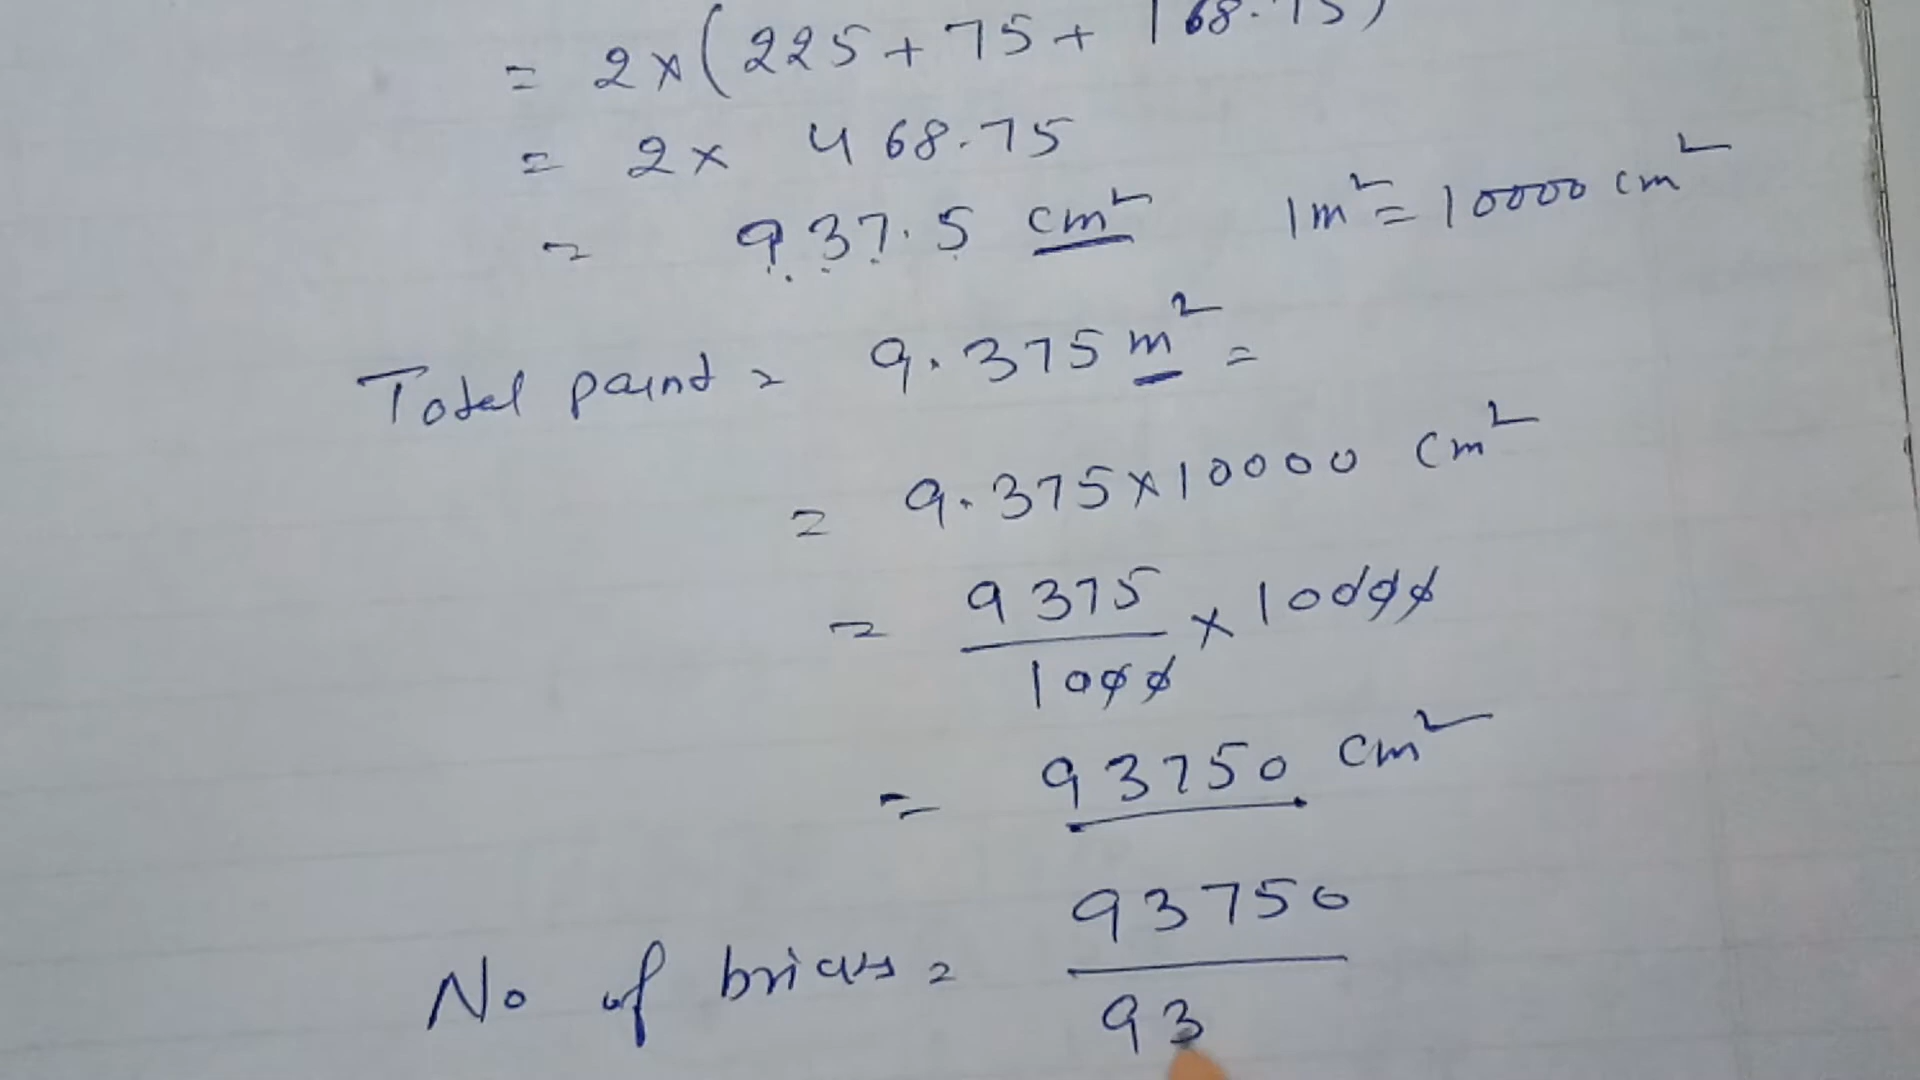 = 2 × (225 + 75 + 168.75)
= 2 × 468.75
= 937.5 cm² 1m² = 10000 cm²
Total paint = 9.375 m² =
= 9.375 × 10000 cm²
= 9375/1000 × 10000
= 93750 cm²
No of bricks = 93750/93